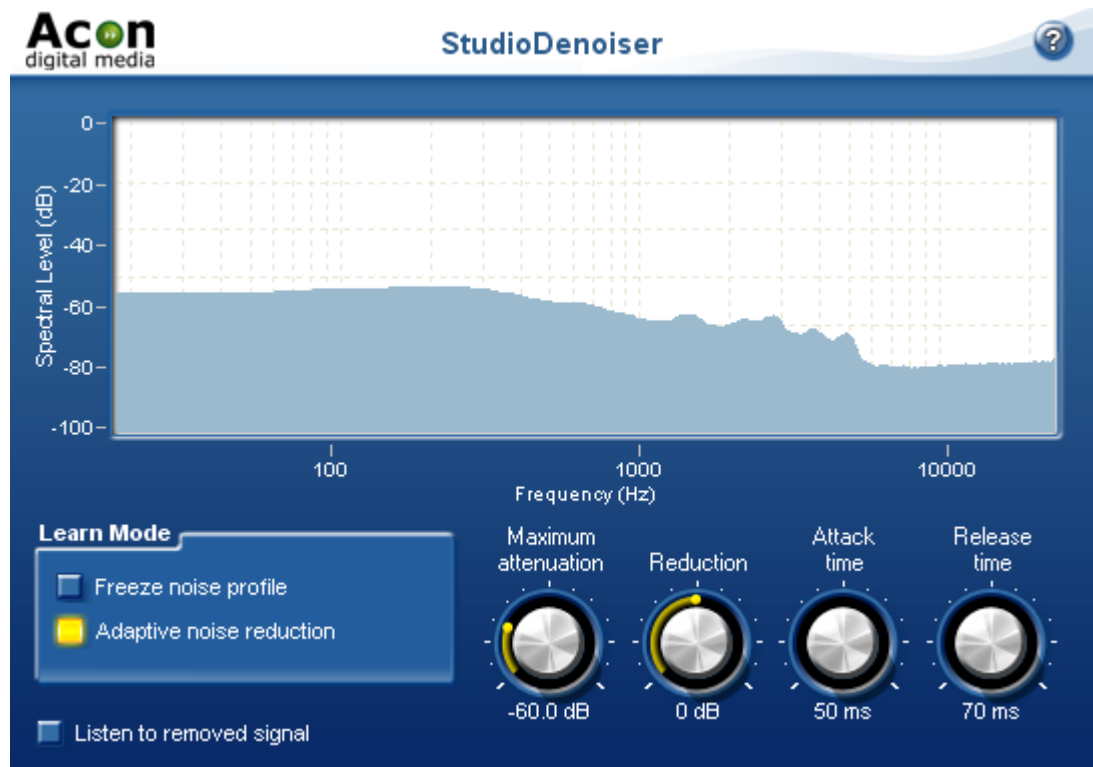 Acon
digital media
StudioDenoiser
?
Spectral Level (dB)
0
-20
-40
-60
-80
-100
100 1000 10000
Frequency (Hz)
Learn Mode
Freeze noise profile
Adaptive noise reduction
Listen to removed signal
Maximum
attenuation
-60.0 dB
Reduction
0 dB
Attack
time
50 ms
Release
time
70 ms